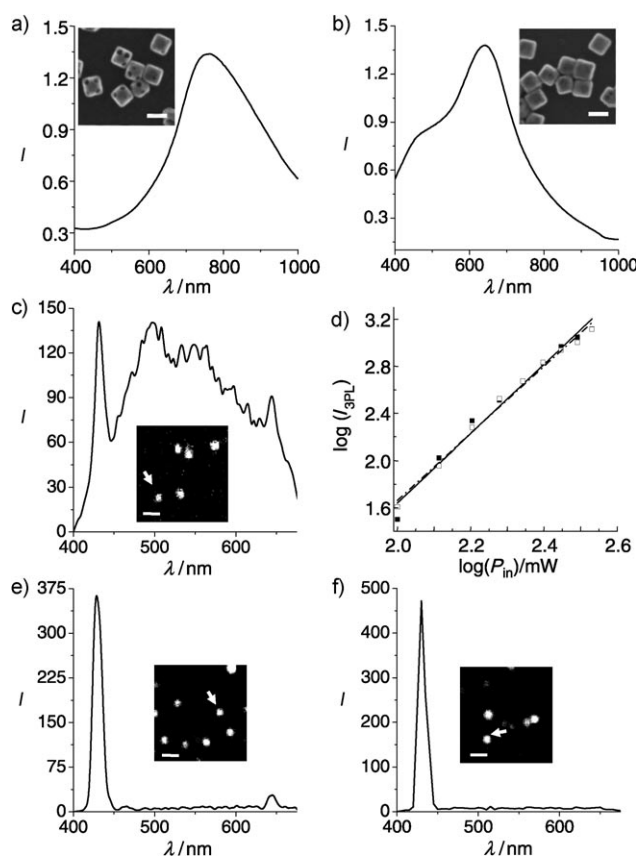 a)
1.5
1.2
0.9
0.6
0.3
I
400 600 800 1000
λ / nm
b)
1.5
1.2
0.9
0.6
0.3
I
400 600 800 1000
λ / nm
c)
150
120
90
60
30
0
I
400 500 600
λ / nm
d)
3.2
2.8
2.4
2.0
1.6
log (I3PL)
2.0 2.2 2.4 2.6
log(Pin)/mW
e)
375
300
225
150
75
0
I
400 500 600
λ / nm
f)
500
400
300
200
100
0
I
400 500 600
λ / nm